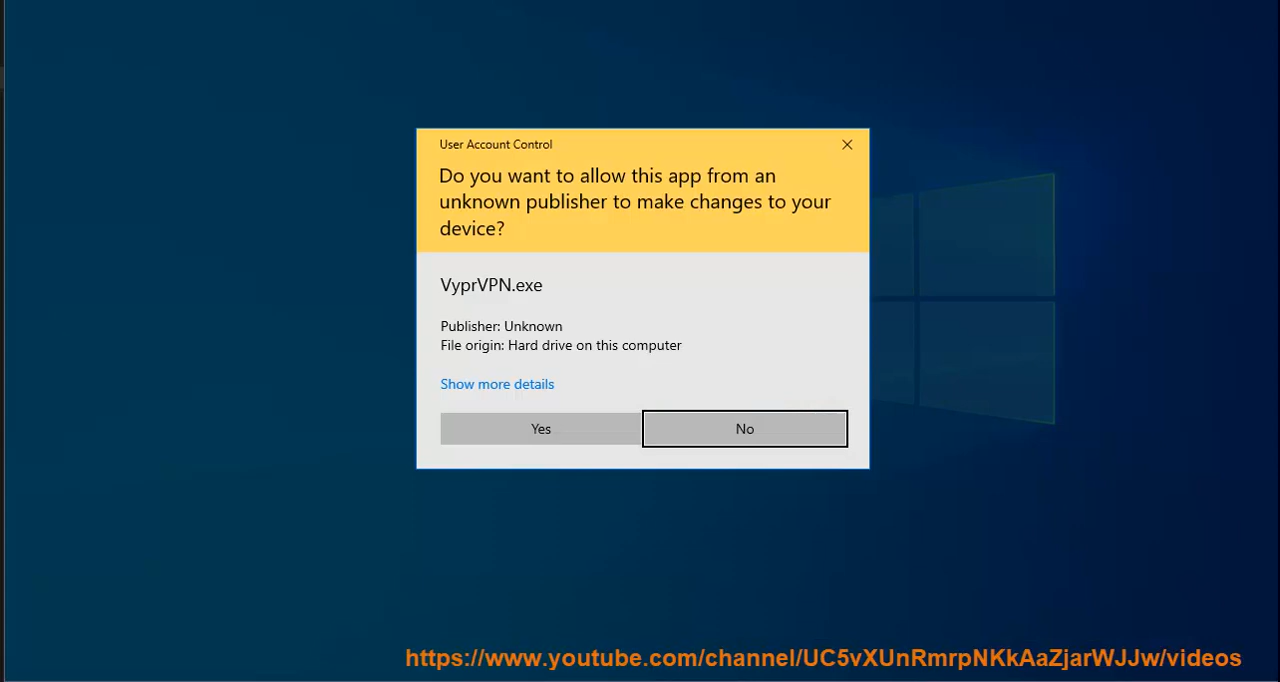 User Account Control
Do you want to allow this app from an
unknown publisher to make changes to your
device?
VyprVPN.exe
Publisher: Unknown
File origin: Hard drive on this computer
Show more details
Yes
No
https://www.youtube.com/channel/UC5vXUnRmrpNKkAaZjarWJJw/videos